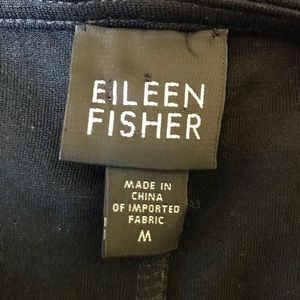 EILEEN
FISHER
MADE IN
CHINA
OF IMPORTED
FABRIC
M